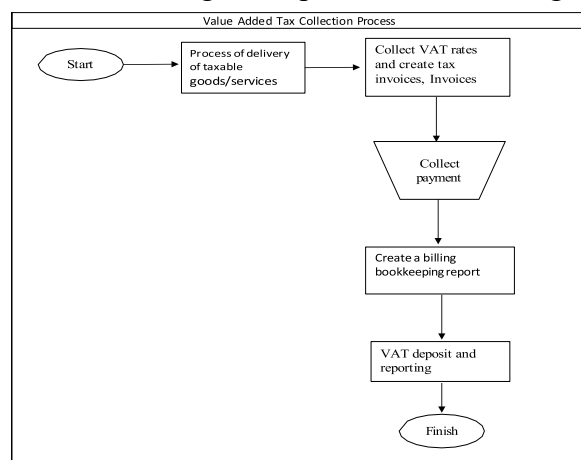 Value Added Tax Collection Process
Start
Process of delivery
of taxable
goods/services
Collect VAT rates
and create tax
invoices, Invoices
Collect
payment
Create a billing
bookkeeping report
VAT deposit and
reporting
Finish